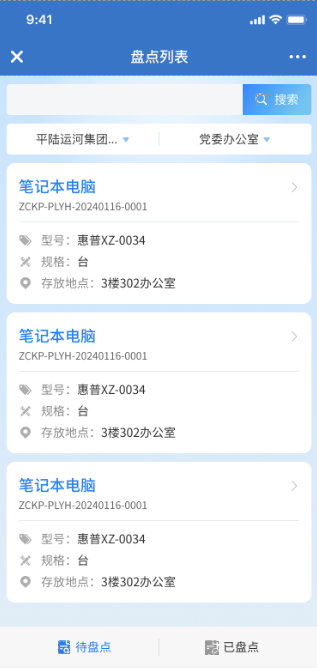 9:41
盘点列表
搜索
平陆运河集团... 党委办公室
笔记本电脑
ZCKP-PLYH-20240116-0001
型号：惠普XZ-0034
规格：台
存放地点：3楼302办公室
笔记本电脑
ZCKP-PLYH-20240116-0001
型号：惠普XZ-0034
规格：台
存放地点：3楼302办公室
笔记本电脑
ZCKP-PLYH-20240116-0001
型号：惠普XZ-0034
规格：台
存放地点：3楼302办公室
待盘点 已盘点